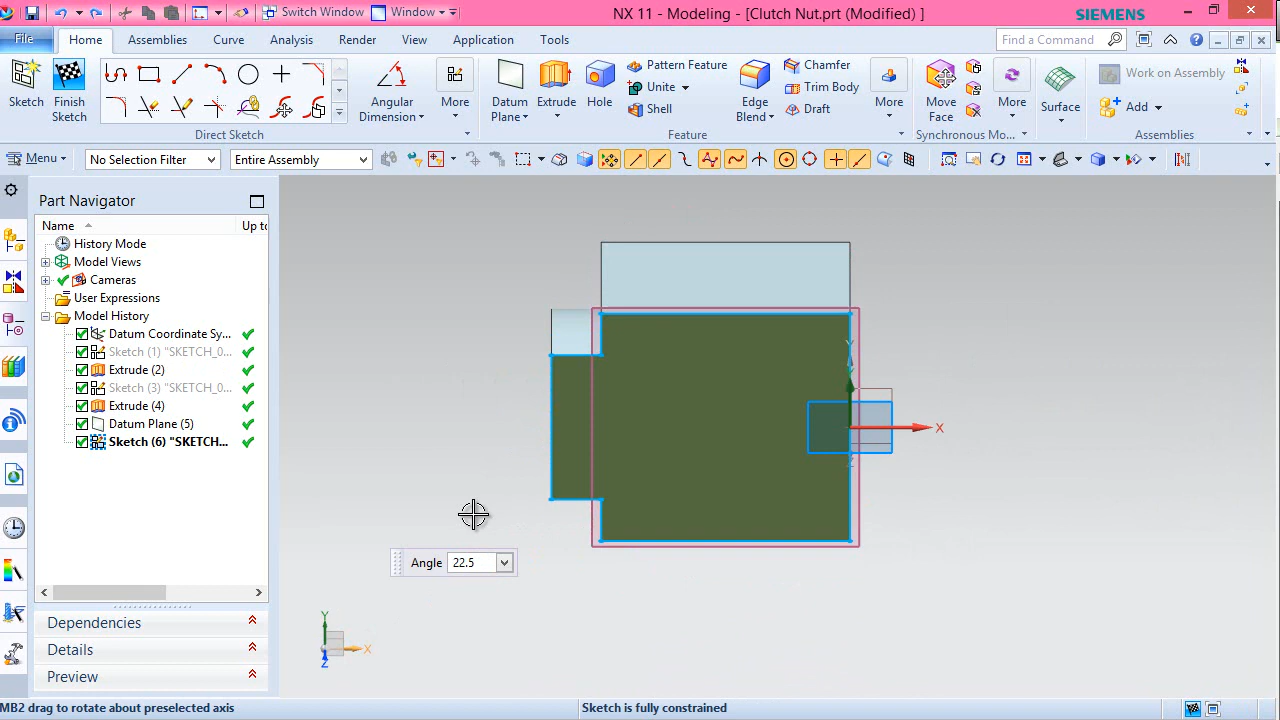 NX 11 - Modeling - [Clutch Nut.prt (Modified) ]
SIEMENS
Switch Window
Window
File
Home
Assemblies
Curve
Analysis
Render
View
Application
Tools
Find a Command
Sketch
Finish Sketch
Angular Dimension
More
Datum Plane
Extrude
Hole
Pattern Feature
Unite
Shell
Edge Blend
Chamfer
Trim Body
Draft
More
Move Face
More
Surface
Work on Assembly
Add
Direct Sketch
Feature
Synchronous Mo...
Assemblies
Menu
No Selection Filter
Entire Assembly
Part Navigator
Name
Up to
History Mode
Model Views
Cameras
User Expressions
Model History
Datum Coordinate Sy...
Sketch (1) "SKETCH_0...
Extrude (2)
Sketch (3) "SKETCH_0...
Extrude (4)
Datum Plane (5)
Sketch (6) "SKETCH...
Dependencies
Details
Preview
Y
X
Z
Angle 22.5
Y
X
Z
MB2 drag to rotate about preselected axis
Sketch is fully constrained